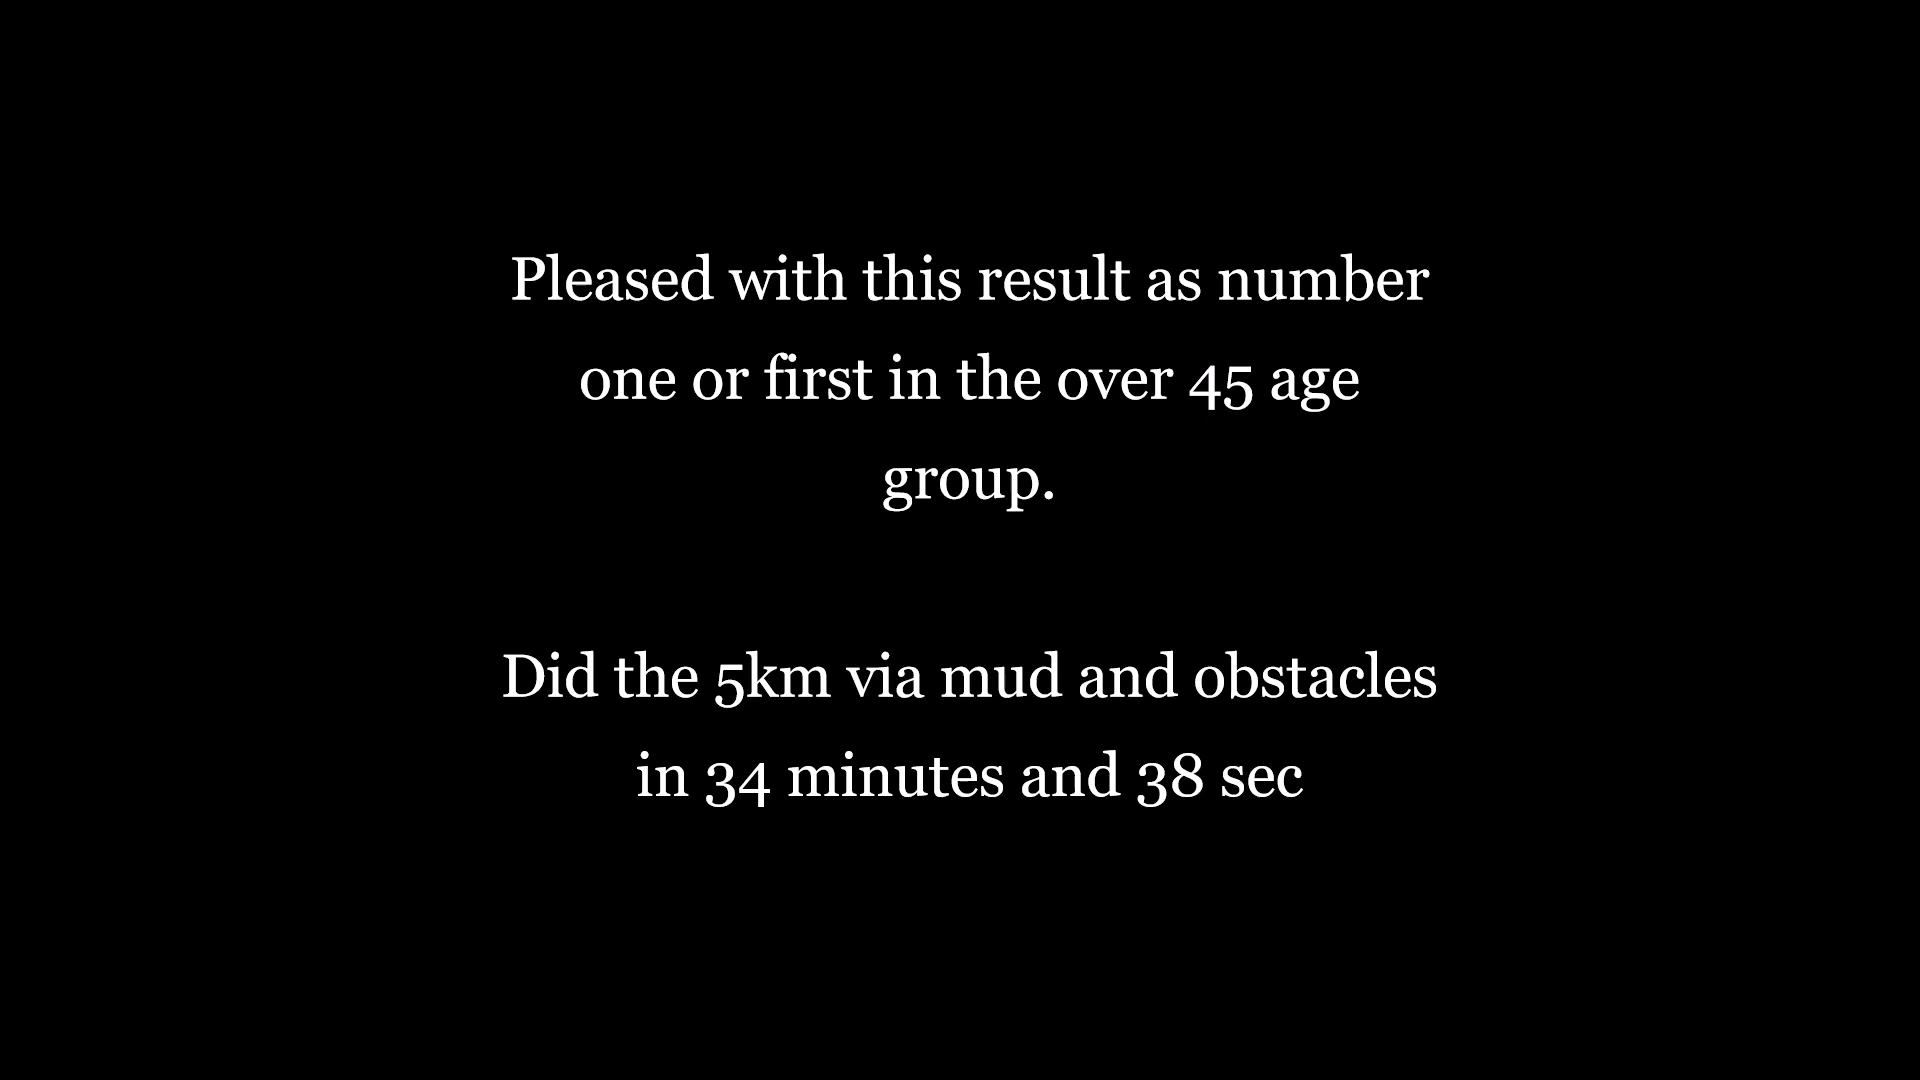 Pleased with this result as number
one or first in the over 45 age
group.
Did the 5km via mud and obstacles
in 34 minutes and 38 sec